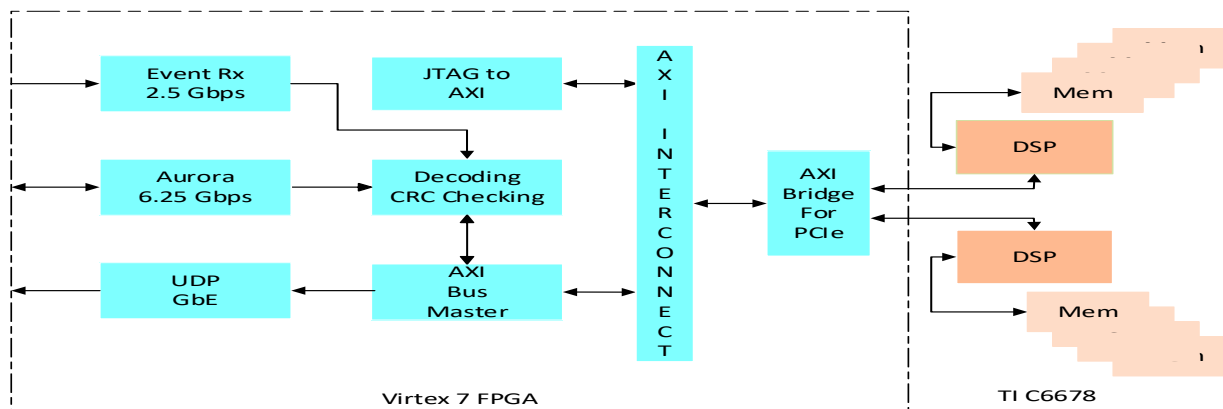 Event Rx
2.5 Gbps
JTAG to
AXI
Aurora
6.25 Gbps
Decoding
CRC Checking
UDP
GbE
AXI
Bus
Master
A
X
I
I
N
T
E
R
C
O
N
N
E
C
T
AXI
Bridge
For
PCIe
Mem
DSP
DSP
Mem
Virtex 7 FPGA
TI C6678